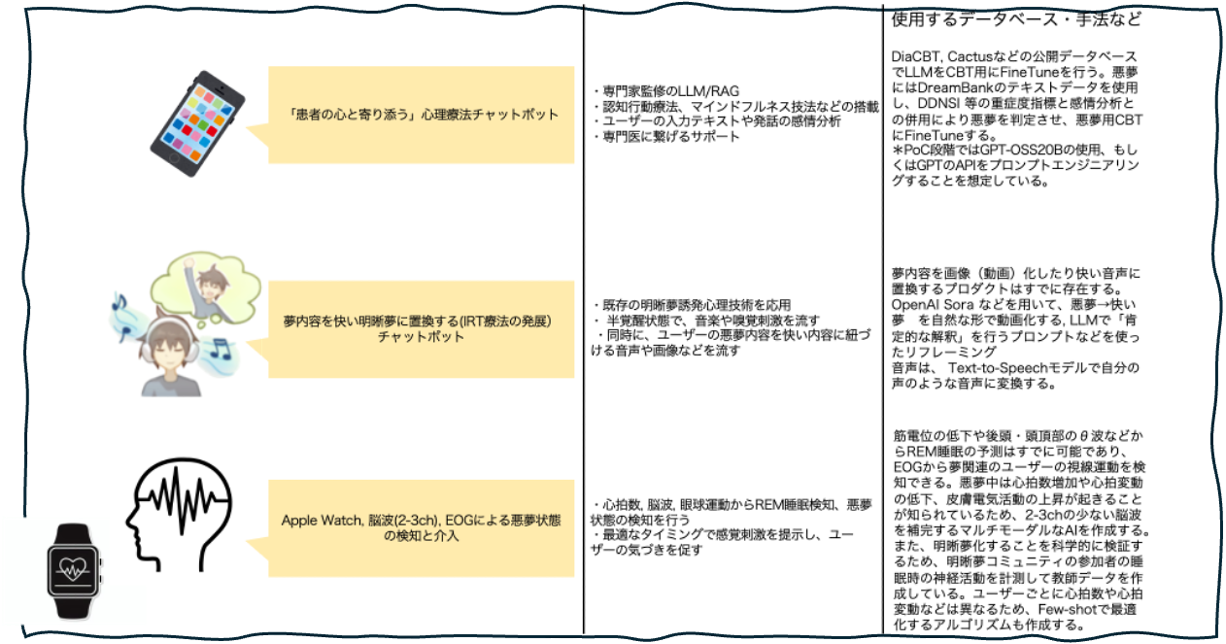 使用するデータベース・手法など
「患者の心と寄り添う」心理療法チャットボット
・専門家監修のLLM/RAG
・認知行動療法、マインドフルネス技法などの搭載
・ユーザーの入力テキストや発話の感情分析
・専門医に繋げるサポート
DiaCBT, Cactusなどの公開データベース
でLLMをCBT用にFineTuneを行う。悪夢
にはDreamBankのテキストデータを使用
し、DDNSI 等の重症度指標と感情分析と
の併用により悪夢を判定させ、悪夢用CBT
にFineTuneする。
＊PoC段階ではGPT-OSS20Bの使用、もし
くはGPTのAPIをプロンプトエンジニアリン
グすることを想定している。
夢内容を快い明晰夢に置換する(IRT療法の発展)
チャットボット
・既存の明晰夢誘発心理技術を応用
・ 半覚醒状態で、音楽や嗅覚刺激を流す
・同時に、ユーザーの悪夢内容を快い内容に紐づ
ける音声や画像などを流す
夢内容を画像（動画）化したり快い音声に
置換するプロダクトはすでに存在する。
OpenAI Sora などを用いて、悪夢→快い
夢　を自然な形で動画化する, LLMで「肯
定的な解釈」を行うプロンプトなどを使っ
たリフレーミング
音声は、 Text-to-Speechモデルで自分の
声のような音声に変換する。
Apple Watch, 脳波(2-3ch), EOGによる悪夢状態
の検知と介入
・心拍数, 脳波, 眼球運動からREM睡眠検知、悪夢
状態の検知を行う
・最適なタイミングで感覚刺激を提示し、ユー
ザーの気づきを促す
筋電位の低下や後頭・頭頂部のθ波などか
らREM睡眠の予測はすでに可能であり、
EOGから夢関連のユーザーの視線運動を検
知できる。悪夢中は心拍数増加や心拍変動
の低下、皮膚電気活動の上昇が起きること
が知られているため、2-3chの少ない脳波
を補完するマルチモーダルなAIを作成する。
また、明晰夢化することを科学的に検証す
るため、明晰夢コミュニティの参加者の睡
眠時の神経活動を計測して教師データを作
成している。ユーザーごとに心拍数や心拍
変動などは異なるため、Few-shotで最適
化するアルゴリズムも作成する。